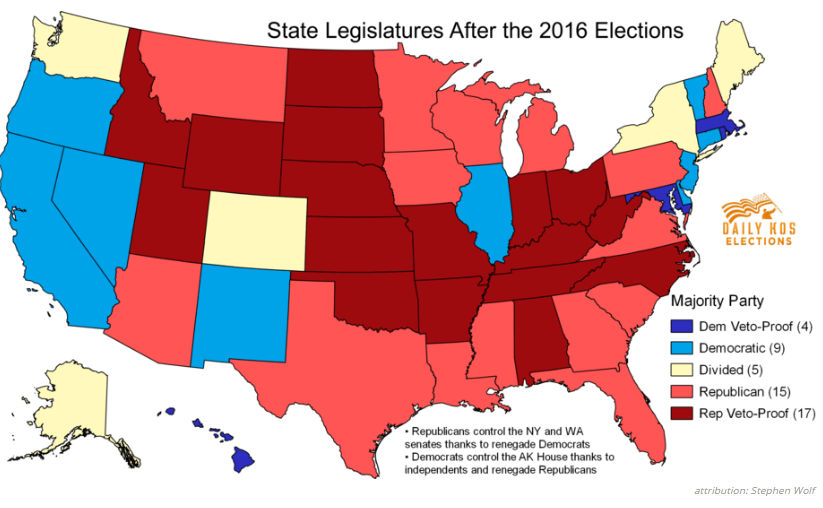 State Legislatures After the 2016 Elections
DAILY KOS
ELECTIONS
Majority Party
Dem Veto-Proof (4)
Democratic (9)
Divided (5)
Republican (15)
Rep Veto-Proof (17)
• Republicans control the NY and WA
senates thanks to renegade Democrats
• Democrats control the AK House thanks to
independents and renegade Republicans
attribution: Stephen Wolf